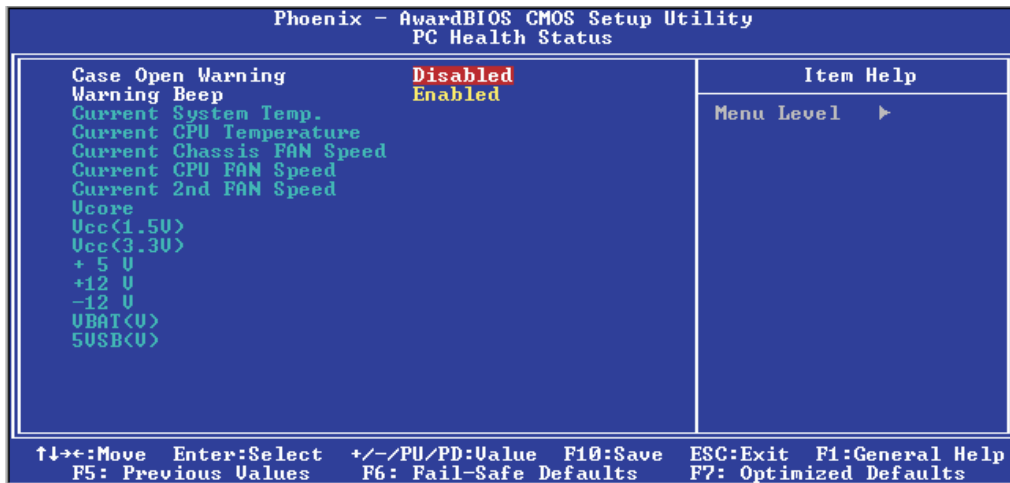 Phoenix - AwardBIOS CMOS Setup Utility
PC Health Status
Case Open Warning Disabled
Warning Beep Enabled
Current System Temp.
Current CPU Temperature
Current Chassis FAN Speed
Current CPU FAN Speed
Current 2nd FAN Speed
Vcore
Vcc(1.5V)
Vcc(3.3V)
+ 5 V
+12 V
-12 V
VBAT(V)
5VSB(V)
Item Help
Menu Level ►
↑↓→←:Move Enter:Select +/-/PU/PD:Value F10:Save ESC:Exit F1:General Help
F5: Previous Values F6: Fail-Safe Defaults F7: Optimized Defaults